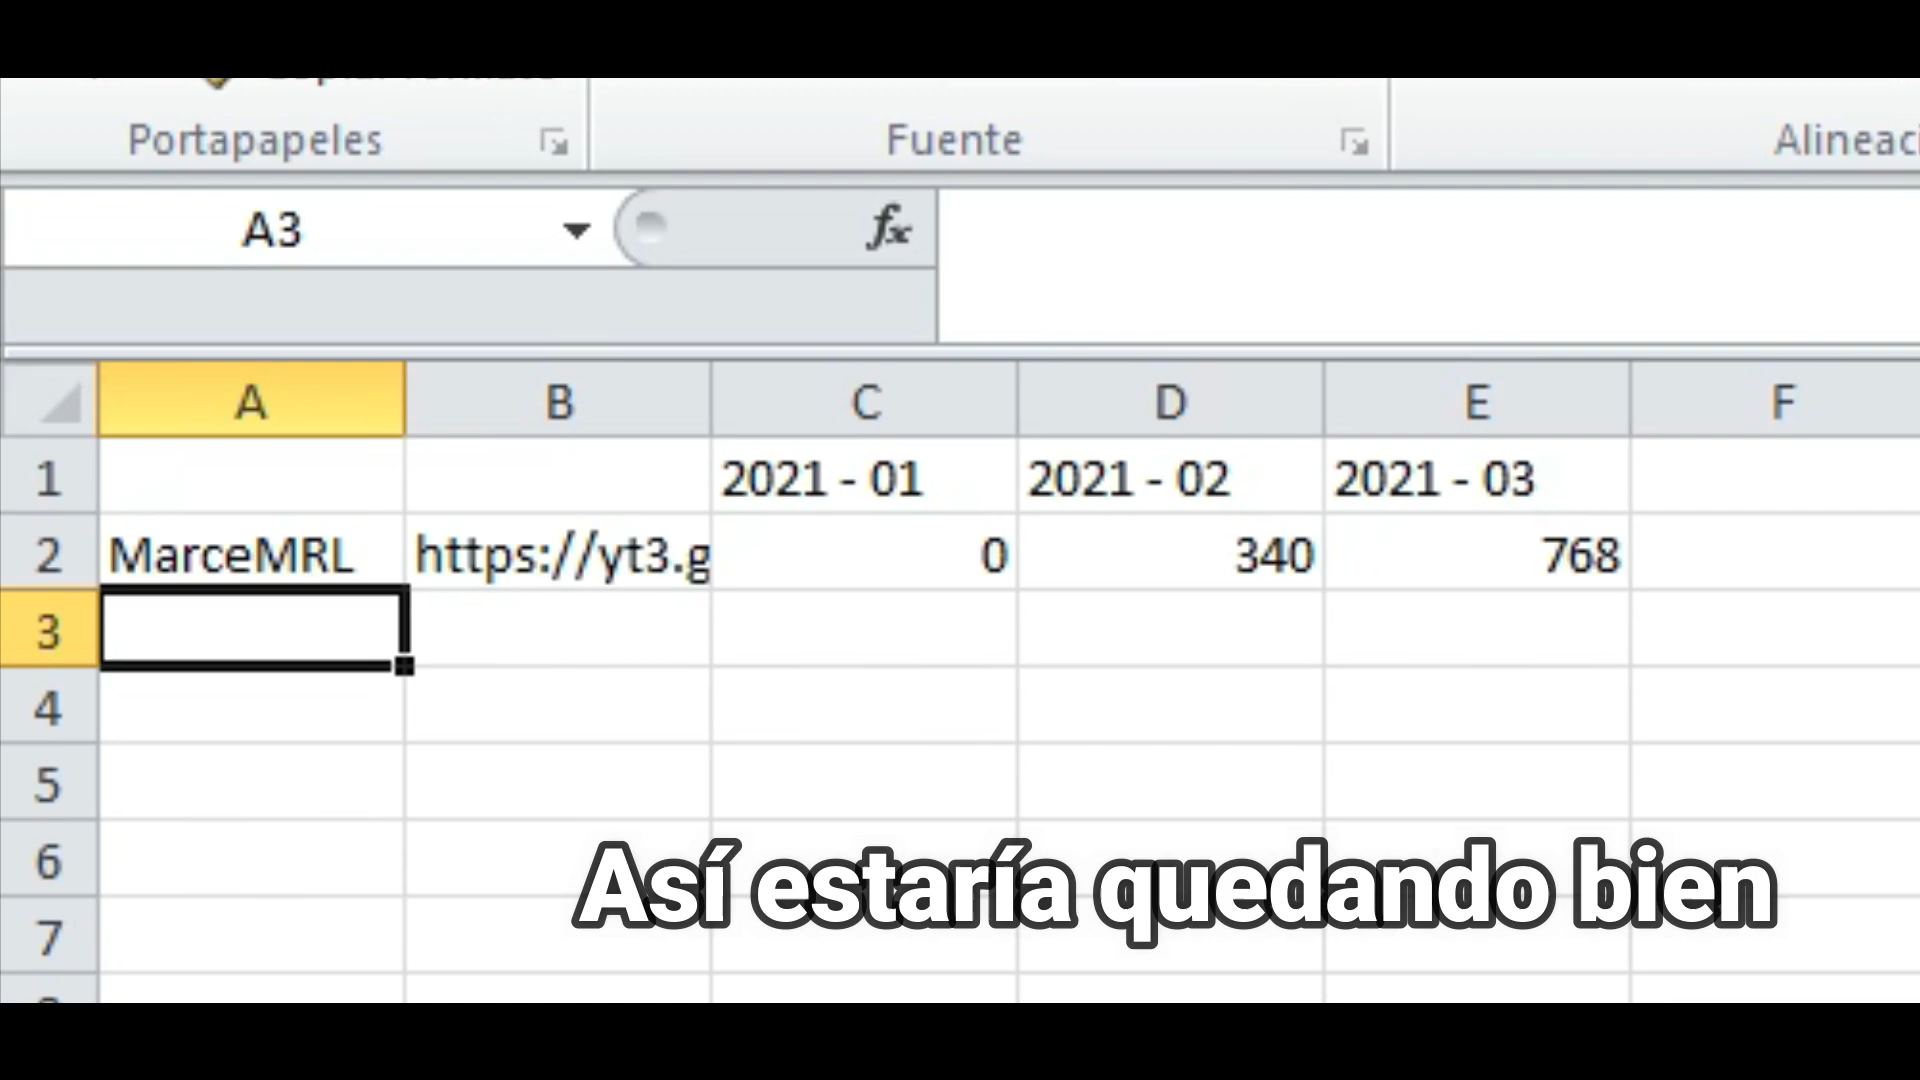 Portapapeles Fuente Alineaci
A3 fx
A B C D E F
1 2021 - 01 2021 - 02 2021 - 03
2 MarceMRL https://yt3.g 0 340 768
3
4
5
6
7
Así estaría quedando bien